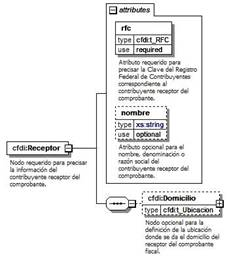 attributes
rfc
type cfdi:t_RFC
use required
Atributo requerido para
precisar la Clave del Registro
Federal de Contribuyentes
correspondiente al
contribuyente receptor del
comprobante.
nombre
type xs:string
use optional
Atributo opcional para el
nombre, denominación o
razón social del
contribuyente receptor del
comprobante.
cfdi:Receptor
Nodo requerido para precisar
la información del
contribuyente receptor del
comprobante.
cfdi:Domicilio
type cfdi:t_Ubicacion
Nodo opcional para la
definición de la ubicación
donde se da el domicilio del
receptor del comprobante
fiscal.